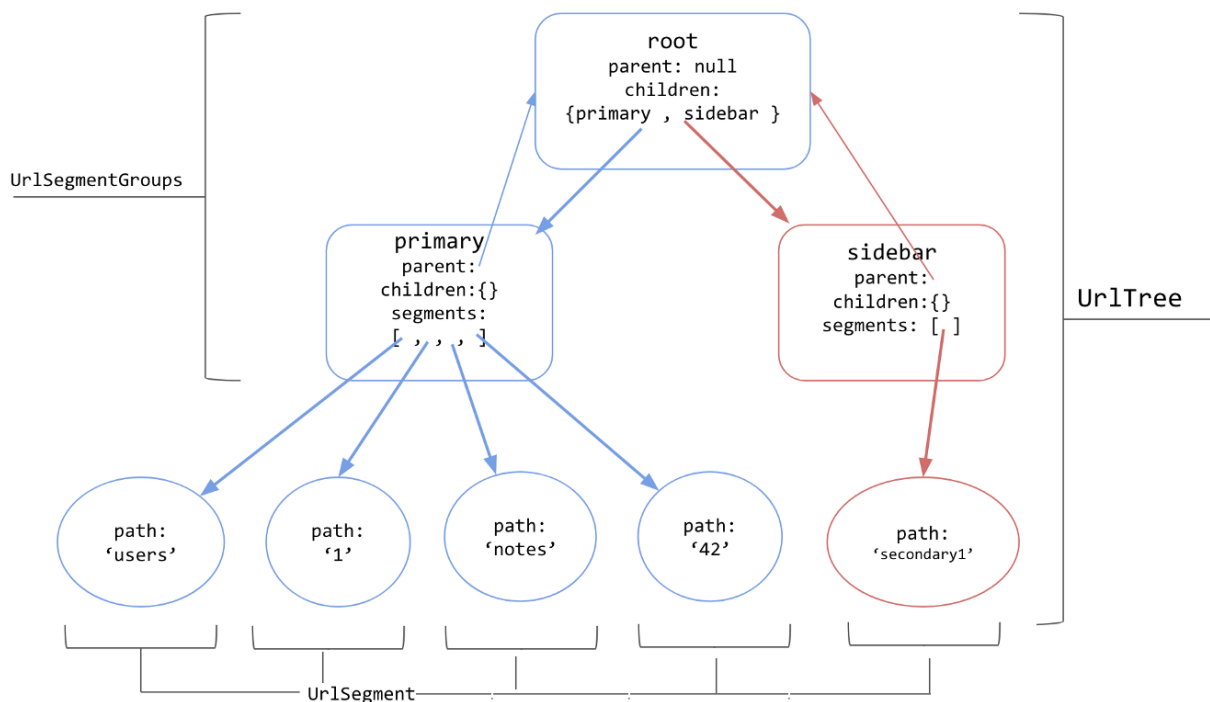 root
parent: null
children:
{primary , sidebar }
UrlSegmentGroups
primary
parent:
children:{}
segments:
[ , , , ]
sidebar
parent:
children:{}
segments: [ ]
UrlTree
path:
‘users’
path:
‘1’
path:
‘notes’
path:
‘42’
path:
‘secondary1’
UrlSegment